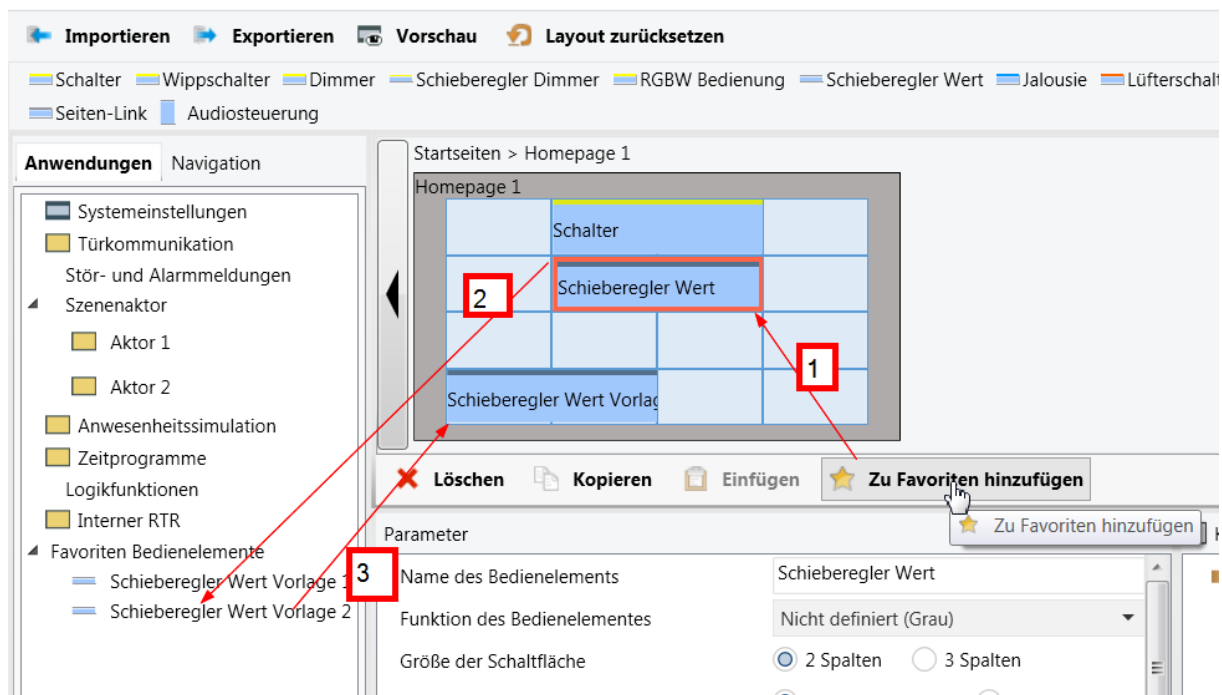 Importieren Exportieren Vorschau Layout zurücksetzen
Schalter Wippschalter Dimmer Schieberegler Dimmer RGBW Bedienung Schieberegler Wert Jalousie Lüfterschalt
Seiten-Link Audiosteuerung
Anwendungen Navigation
Systemeinstellungen
Türkommunikation
Stör- und Alarmmeldungen
Szenenaktor
Aktor 1
Aktor 2
Anwesenheitssimulation
Zeitprogramme
Logikfunktionen
Interner RTR
Favoriten Bedienelemente
Schieberegler Wert Vorlage 1
Schieberegler Wert Vorlage 2
Startseiten > Homepage 1
Homepage 1
Schalter
Schieberegler Wert
2
1
Schieberegler Wert Vorlag
Löschen Kopieren Einfügen Zu Favoriten hinzufügen
Zu Favoriten hinzufügen
Parameter
3
Name des Bedienelements Schieberegler Wert
Funktion des Bedienelementes Nicht definiert (Grau)
Größe der Schaltfläche 2 Spalten 3 Spalten